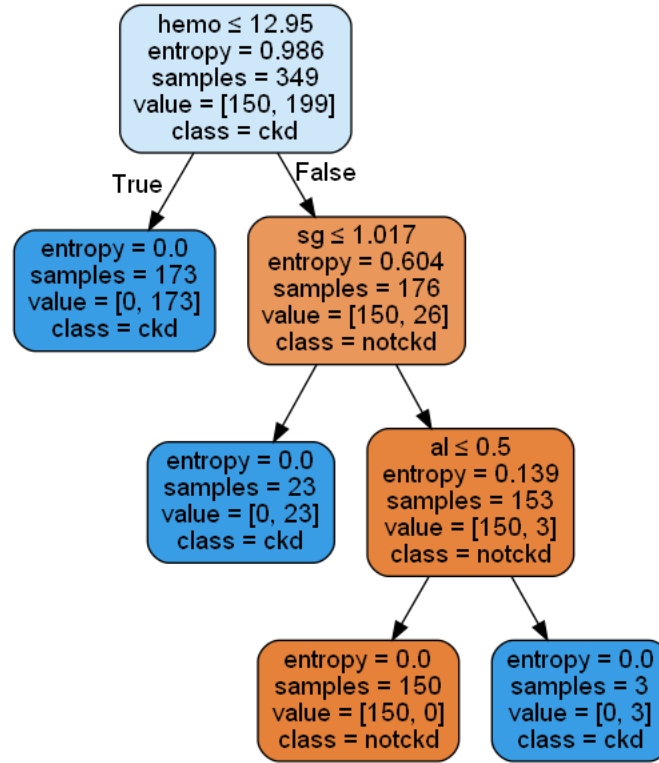 hemo ≤ 12.95
entropy = 0.986
samples = 349
value = [150, 199]
class = ckd
True
False
entropy = 0.0
samples = 173
value = [0, 173]
class = ckd
sg ≤ 1.017
entropy = 0.604
samples = 176
value = [150, 26]
class = notckd
entropy = 0.0
samples = 23
value = [0, 23]
class = ckd
al ≤ 0.5
entropy = 0.139
samples = 153
value = [150, 3]
class = notckd
entropy = 0.0
samples = 150
value = [150, 0]
class = notckd
entropy = 0.0
samples = 3
value = [0, 3]
class = ckd